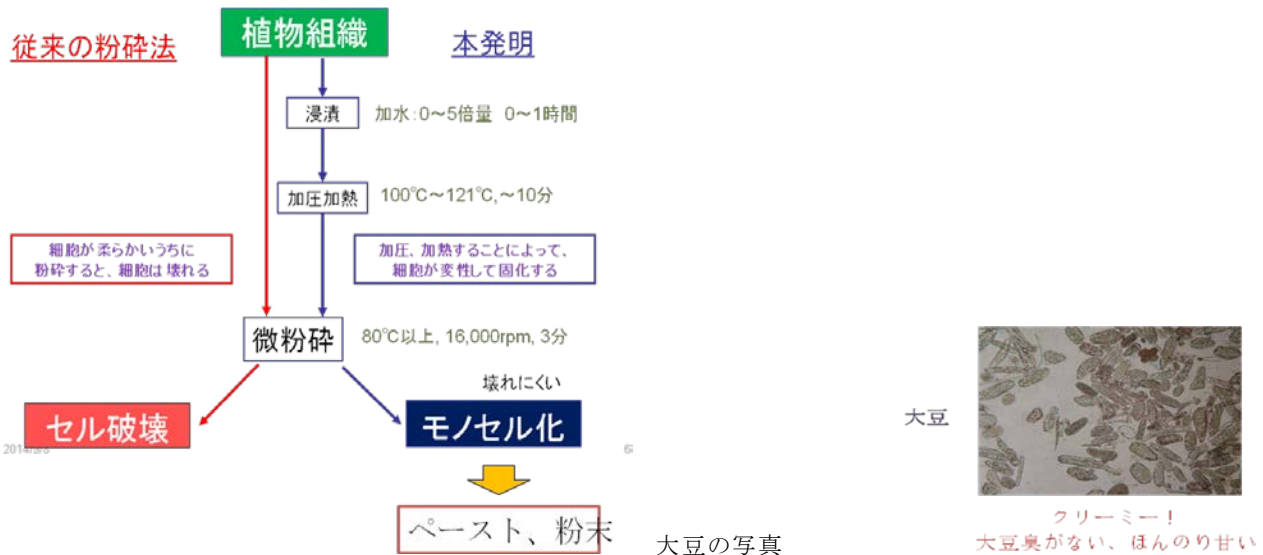 植物組織
従来の粉砕法
本発明
浸漬
加水:0～5倍量 0～1時間
加圧加熱
100℃～121℃,～10分
細胞が柔らかいうちに
粉砕すると、細胞は壊れる
加圧、加熱することによって、
細胞が変性して固化する
微粉砕
80℃以上, 16,000rpm, 3分
壊れにくい
セル破壊
モノセル化
ペースト、粉末
大豆の写真
大豆
クリーミー!
大豆臭がない、ほんのり甘い